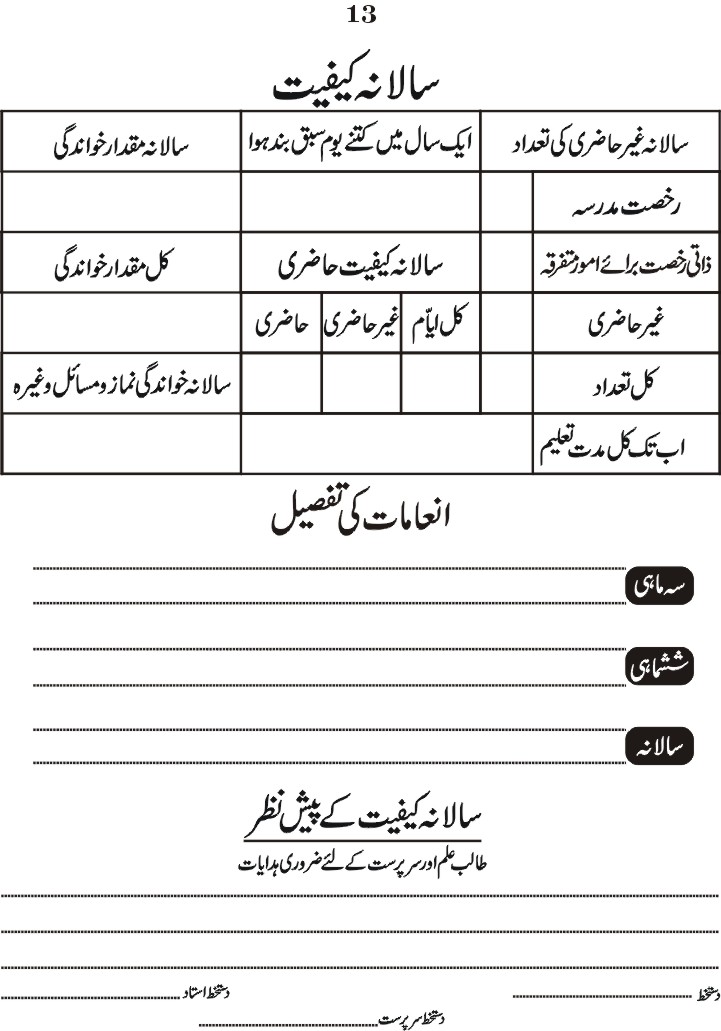 13
سالانہ کیفیت
سالانہ غیر حاضری کی تعداد ایک سال میں کتنے یوم سبق بند ہوا سالانہ مقدار خواندگی
رخصت مدرسہ
ذاتی رخصت برائے امور متفرقہ سالانہ کیفیت حاضری کل مقدار خواندگی
غیر حاضری کل ایّام غیر حاضری حاضری
کل تعداد سالانہ خواندگی نماز و مسائل وغیرہ
اب تک کل مدت تعلیم
انعامات کی تفصیل
سہ ماہی
ششماہی
سالانہ
سالانہ کیفیت کے پیش نظر
طالب علم اور سرپرست کے لئے ضروری ہدایات
دستخط دستخط استاد
دستخط سرپرست